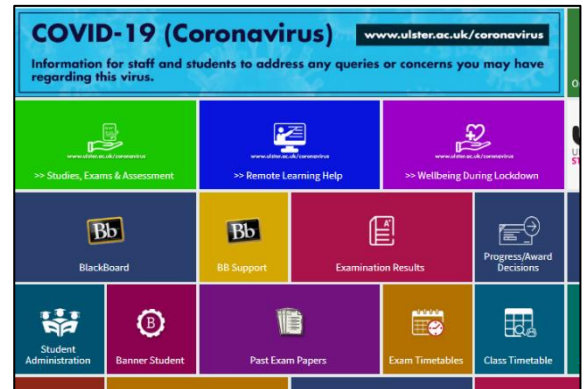 COVID-19 (Coronavirus)
www.ulster.ac.uk/coronavirus
Information for staff and students to address any queries or concerns you may have
regarding this virus.
www.ulster.ac.uk/coronavirus
www.ulster.ac.uk/coronavirus
www.ulster.ac.uk/coronavirus
>> Studies, Exams & Assessment
>> Remote Learning Help
>> Wellbeing During Lockdown
Bb
BlackBoard
Bb
BB Support
A+
Examination Results
Progress/Award
Decisions
Student
Administration
B
Banner Student
Past Exam Papers
Exam Timetables
Class Timetable